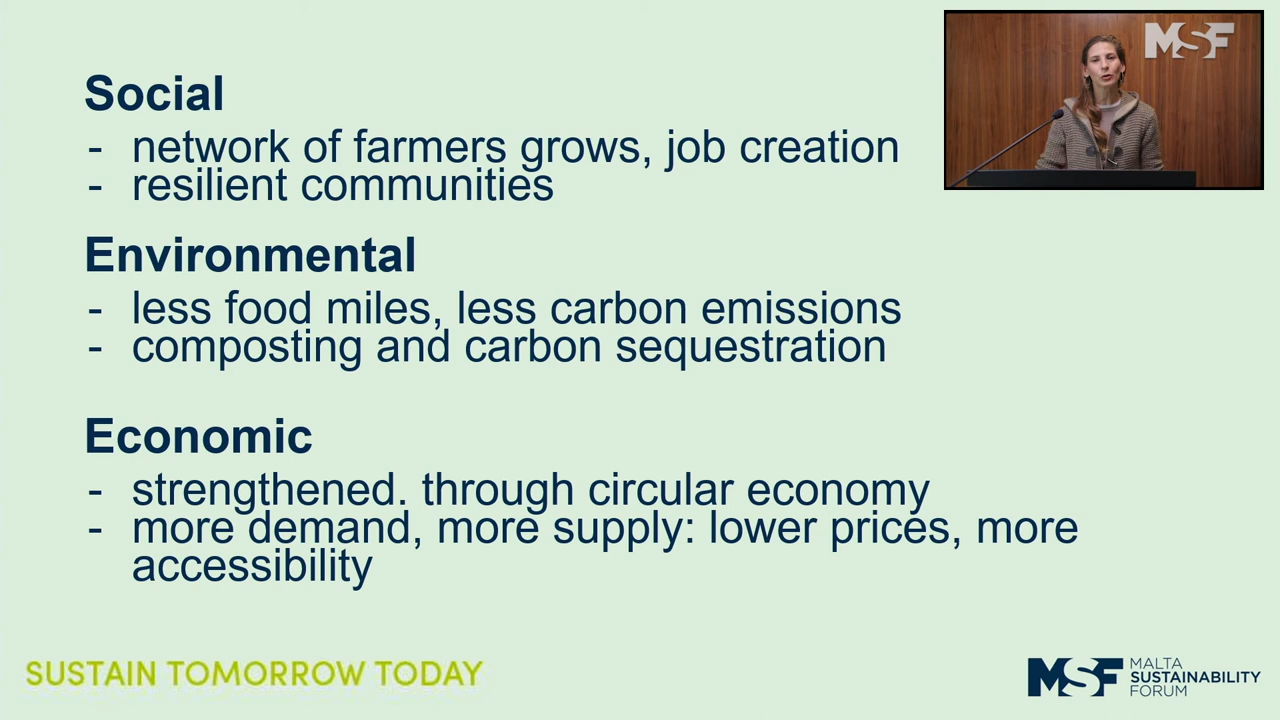 Social
- network of farmers grows, job creation
- resilient communities
Environmental
- less food miles, less carbon emissions
- composting and carbon sequestration
Economic
- strengthened. through circular economy
- more demand, more supply: lower prices, more
accessibility
SUSTAIN TOMORROW TODAY
MSF
MSF
MALTA
SUSTAINABILITY
FORUM